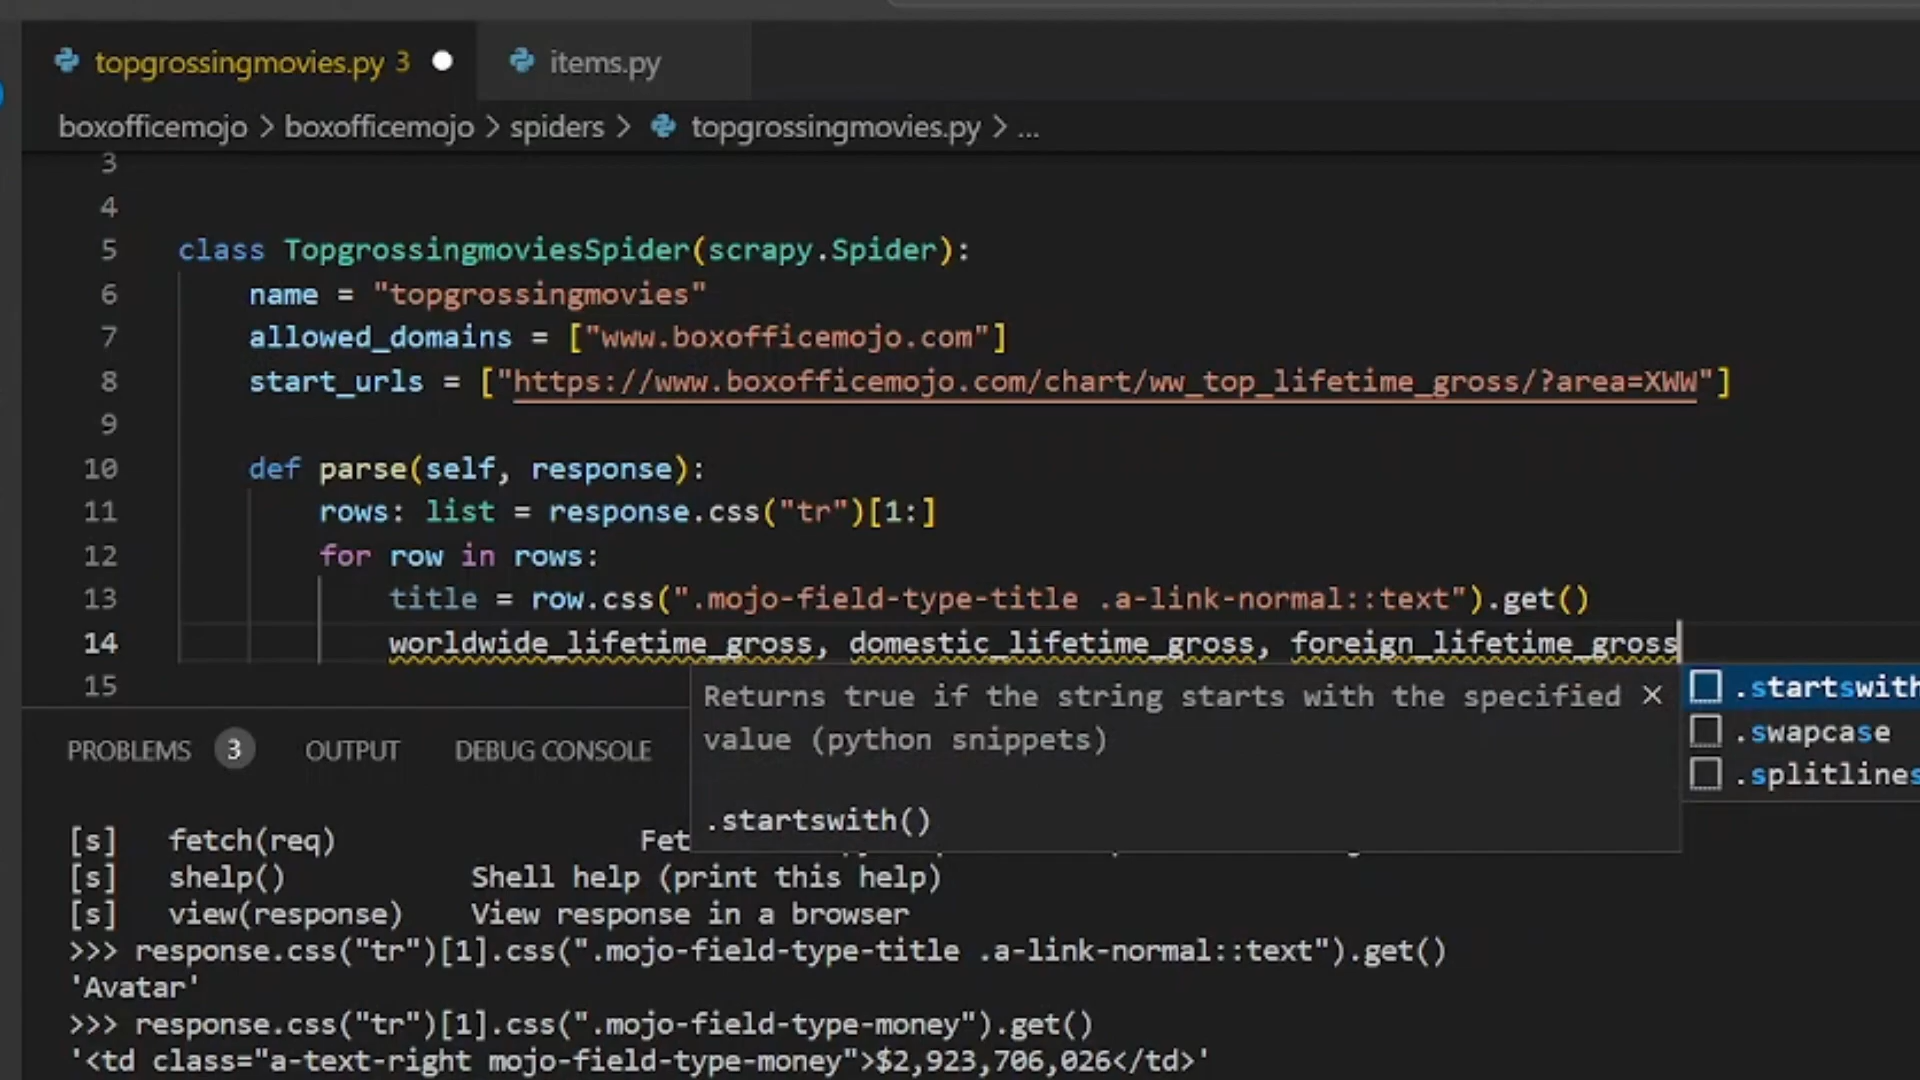 topgrossingmovies.py 3
items.py
boxofficemojo > boxofficemojo > spiders > topgrossingmovies.py > ...
3
4
5 class TopgrossingmoviesSpider(scrapy.Spider):
6 name = "topgrossingmovies"
7 allowed_domains = ["www.boxofficemojo.com"]
8 start_urls = ["https://www.boxofficemojo.com/chart/ww_top_lifetime_gross/?area=XWW"]
9
10 def parse(self, response):
11 rows: list = response.css("tr")[1:]
12 for row in rows:
13 title = row.css(".mojo-field-type-title .a-link-normal::text").get()
14 worldwide_lifetime_gross, domestic_lifetime_gross, foreign_lifetime_gross
15
Returns true if the string starts with the specified
value (python snippets)
.startswith()
.startswith
.swapcase
.splitlines
PROBLEMS 3 OUTPUT DEBUG CONSOLE
[s] fetch(req) Fet
[s] shelp() Shell help (print this help)
[s] view(response) View response in a browser
>>> response.css("tr")[1].css(".mojo-field-type-title .a-link-normal::text").get()
'Avatar'
>>> response.css("tr")[1].css(".mojo-field-type-money").get()
'<td class="a-text-right mojo-field-type-money">$2,923,706,026</td>'